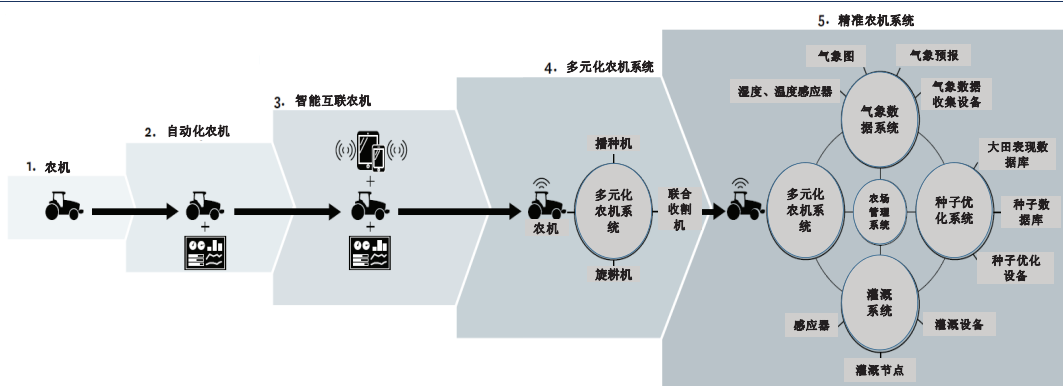 1. 农机
2. 自动化农机
3. 智能互联农机
4. 多元化农机系统
播种机
多元化
农机系
统
联合
收割
机
农机
旋耕机
5. 精准农机系统
气象图
气象预报
湿度、温度感应器
气象数
据系统
气象数据
收集设备
多元化
农机系
统
农场
管理
系统
种子优
化系统
大田表现数
据库
种子数
据库
种子优化
设备
灌溉
系统
感应器
灌溉设备
灌溉节点